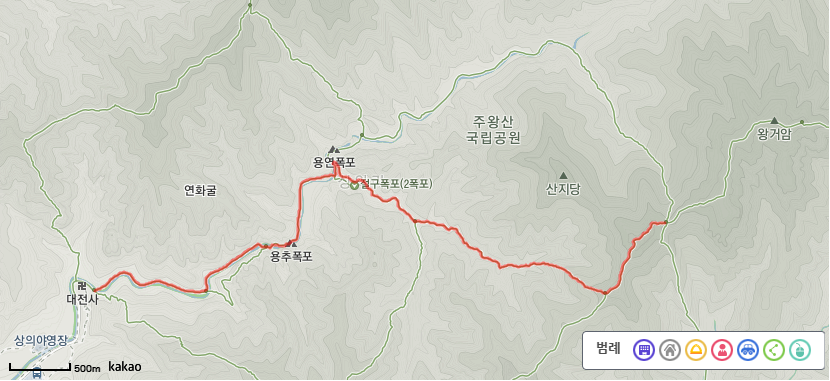 주왕산
국립공원
왕거암
용연폭포
절구폭포(2폭포)
연화굴
산지당
용추폭포
대전사
상의야영장
범례
500m kakao